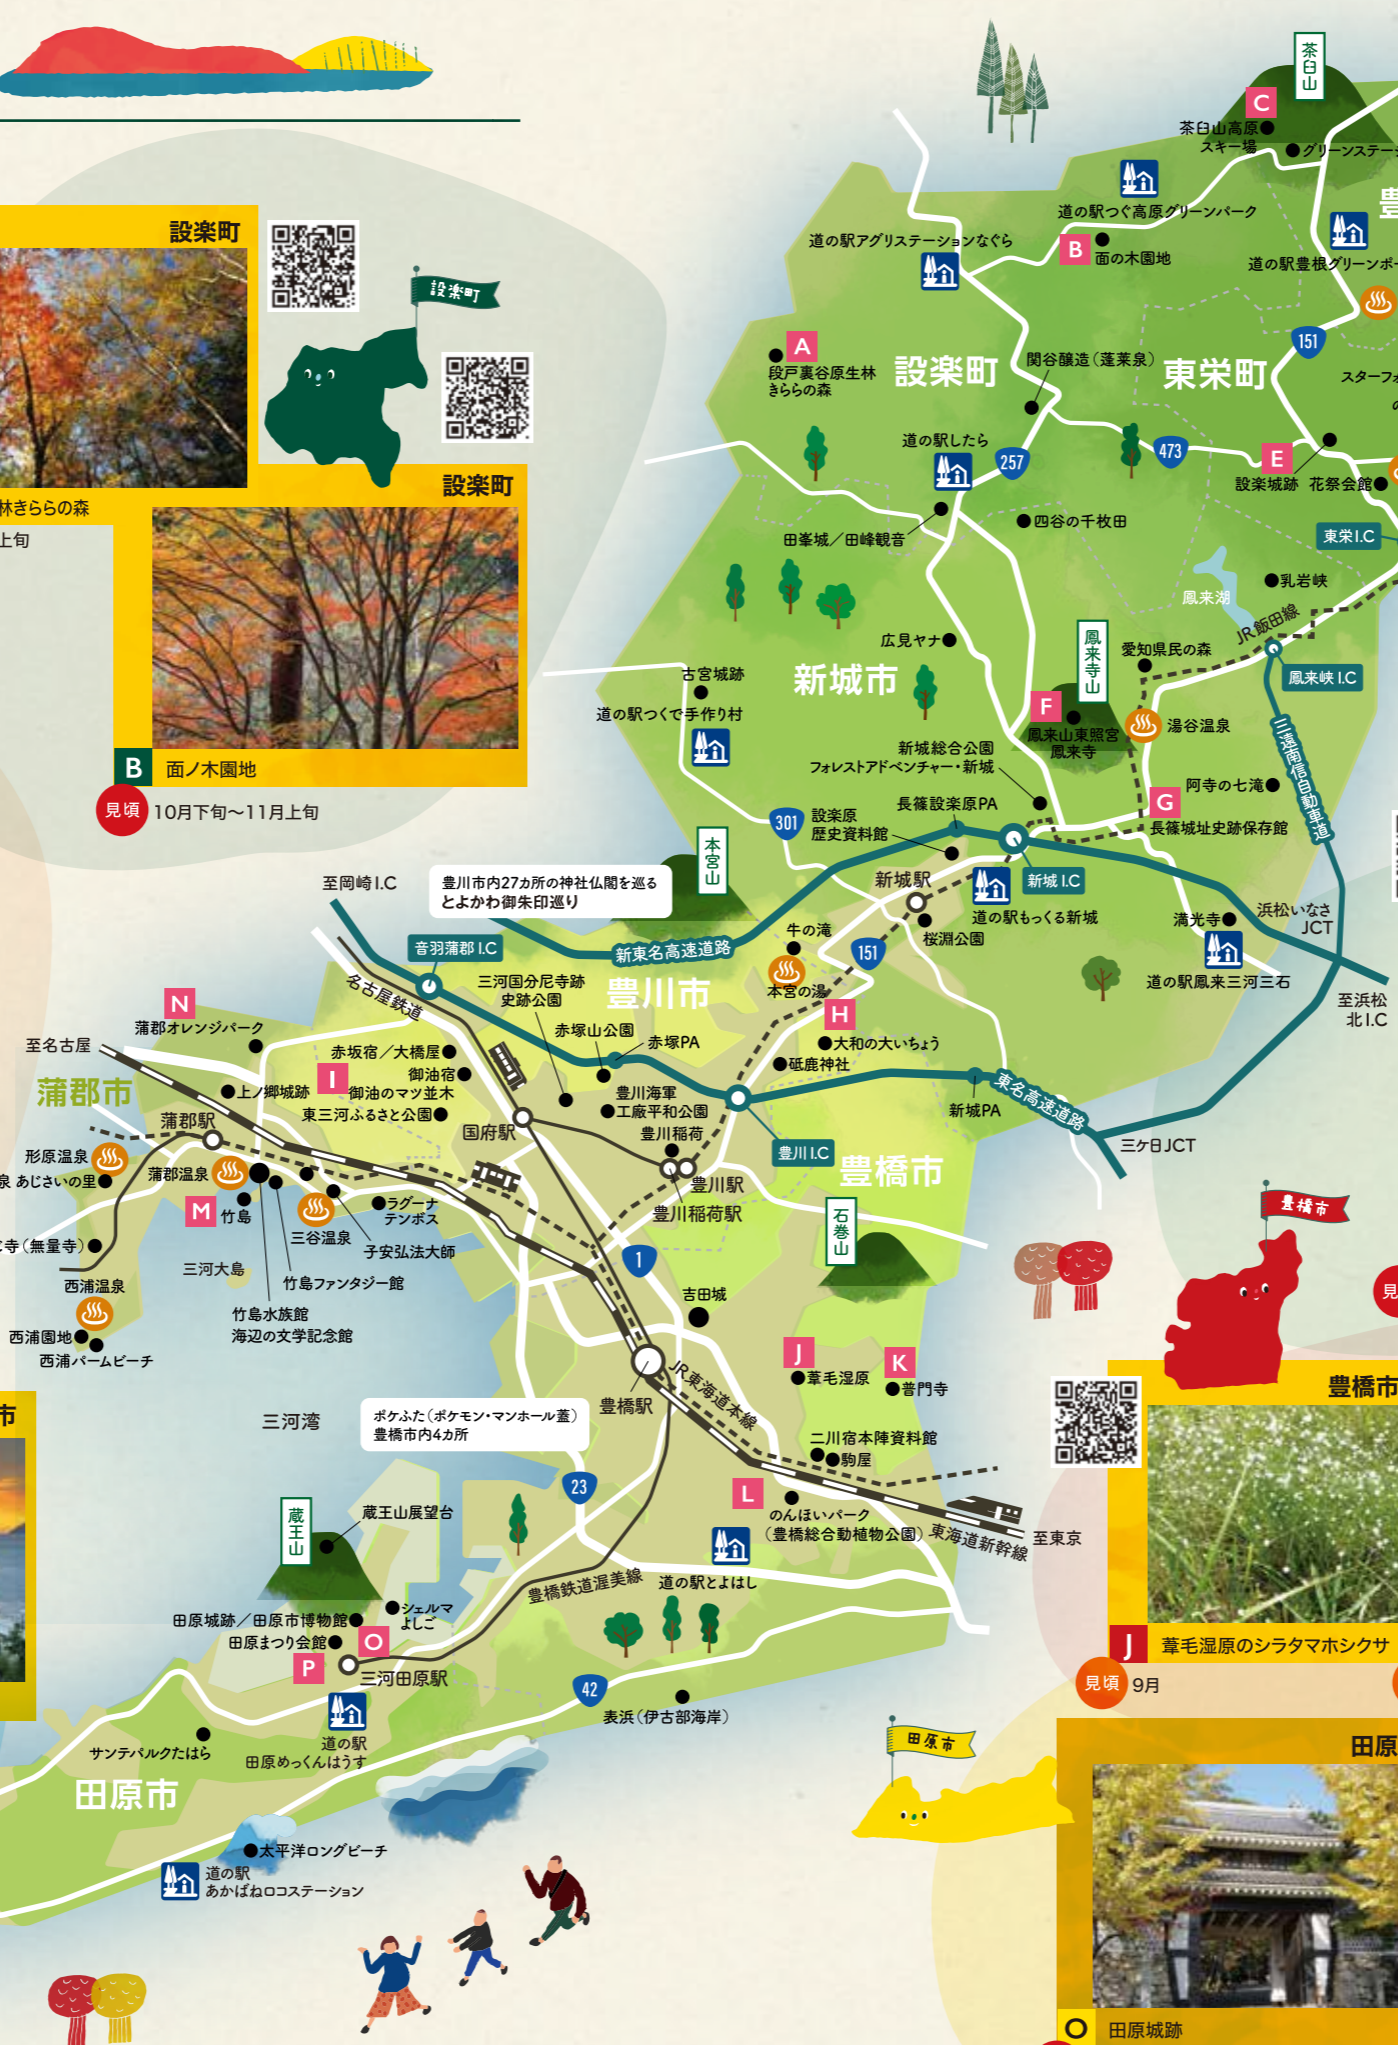 設楽町
設楽町
林きららの森
上旬
設楽町
B
面ノ木園地
見頃
10月下旬〜11月上旬
茶臼山
C
茶臼山高原
スキー場
グリーンステー
道の駅つぐ高原グリーンパーク
B
面の木園地
道の駅アグリステーションなぐら
道の駅豊根グリーンポー
151
A
段戸裏谷原生林
きららの森
設楽町
関谷醸造（蓬莱泉）
東栄町
スターフォ
の
道の駅したら
257
473
E
設楽城跡
花祭会館
田峯城／田峰観音
四谷の千枚田
東栄I.C
乳岩峡
鳳来湖
JR飯田線
広見ヤナ
鳳来寺山
愛知県民の森
鳳来峡 I.C
新城市
古宮城跡
道の駅つくで手作り村
F
鳳来山東照宮
鳳来寺
湯谷温泉
三遠南信自動車道
新城総合公園
フォレストアドベンチャー・新城
阿寺の七滝
G
長篠城址史跡保存館
301
設楽原
歴史資料館
長篠設楽原PA
本宮山
新城駅
新城 I.C
道の駅もっくる新城
桜淵公園
満光寺
浜松いなさ
JCT
道の駅鳳来三河三石
至浜松
北I.C
至岡崎I.C
豊川市内27カ所の神社仏閣を巡る
とよかわ御朱印巡り
音羽蒲郡 I.C
新東名高速道路
牛の滝
151
本宮の湯
名古屋鉄道
三河国分尼寺跡
史跡公園
豊川市
H
大和の大いちょう
砥鹿神社
N
蒲郡オレンジパーク
至名古屋
蒲郡市
赤坂宿／大橋屋
I
御油宿
御油のマツ並木
東三河ふるさと公園
上ノ郷城跡
赤塚山公園
赤塚PA
豊川海軍
工廠平和公園
新城PA
東名高速道路
三ケ日JCT
蒲郡駅
国府駅
豊川稲荷
豊川 I.C
豊橋市
形原温泉
泉 あじさいの里
蒲郡温泉
豊川駅
豊川稲荷駅
M
竹島
ラグーナ
テンボス
三谷温泉
子安弘法大師
石巻山
寺（無量寺）
三河大島
竹島ファンタジー館
1
西浦温泉
竹島水族館
海辺の文学記念館
吉田城
西浦園地
西浦パームビーチ
J
葦毛湿原
K
普門寺
JR東海道本線
豊橋駅
三河湾
ポケふた（ポケモン・マンホール蓋）
豊橋市内4カ所
二川宿本陣資料館
駒屋
23
L
のんほいパーク
（豊橋総合動植物公園）
東海道新幹線
至東京
蔵王山
蔵王山展望台
豊橋鉄道渥美線
道の駅とよはし
シェルマ
よしご
田原城跡／田原市博物館
田原まつり会館
O
P
三河田原駅
42
表浜（伊古部海岸）
道の駅
田原めっくんはうす
サンテパルクたはら
田原市
太平洋ロングビーチ
道の駅
あかばねロコステーション
市
豊橋市
見
豊橋市
J
葦毛湿原のシラタマホシクサ
見頃
9月
田原市
田原
O
田原城跡